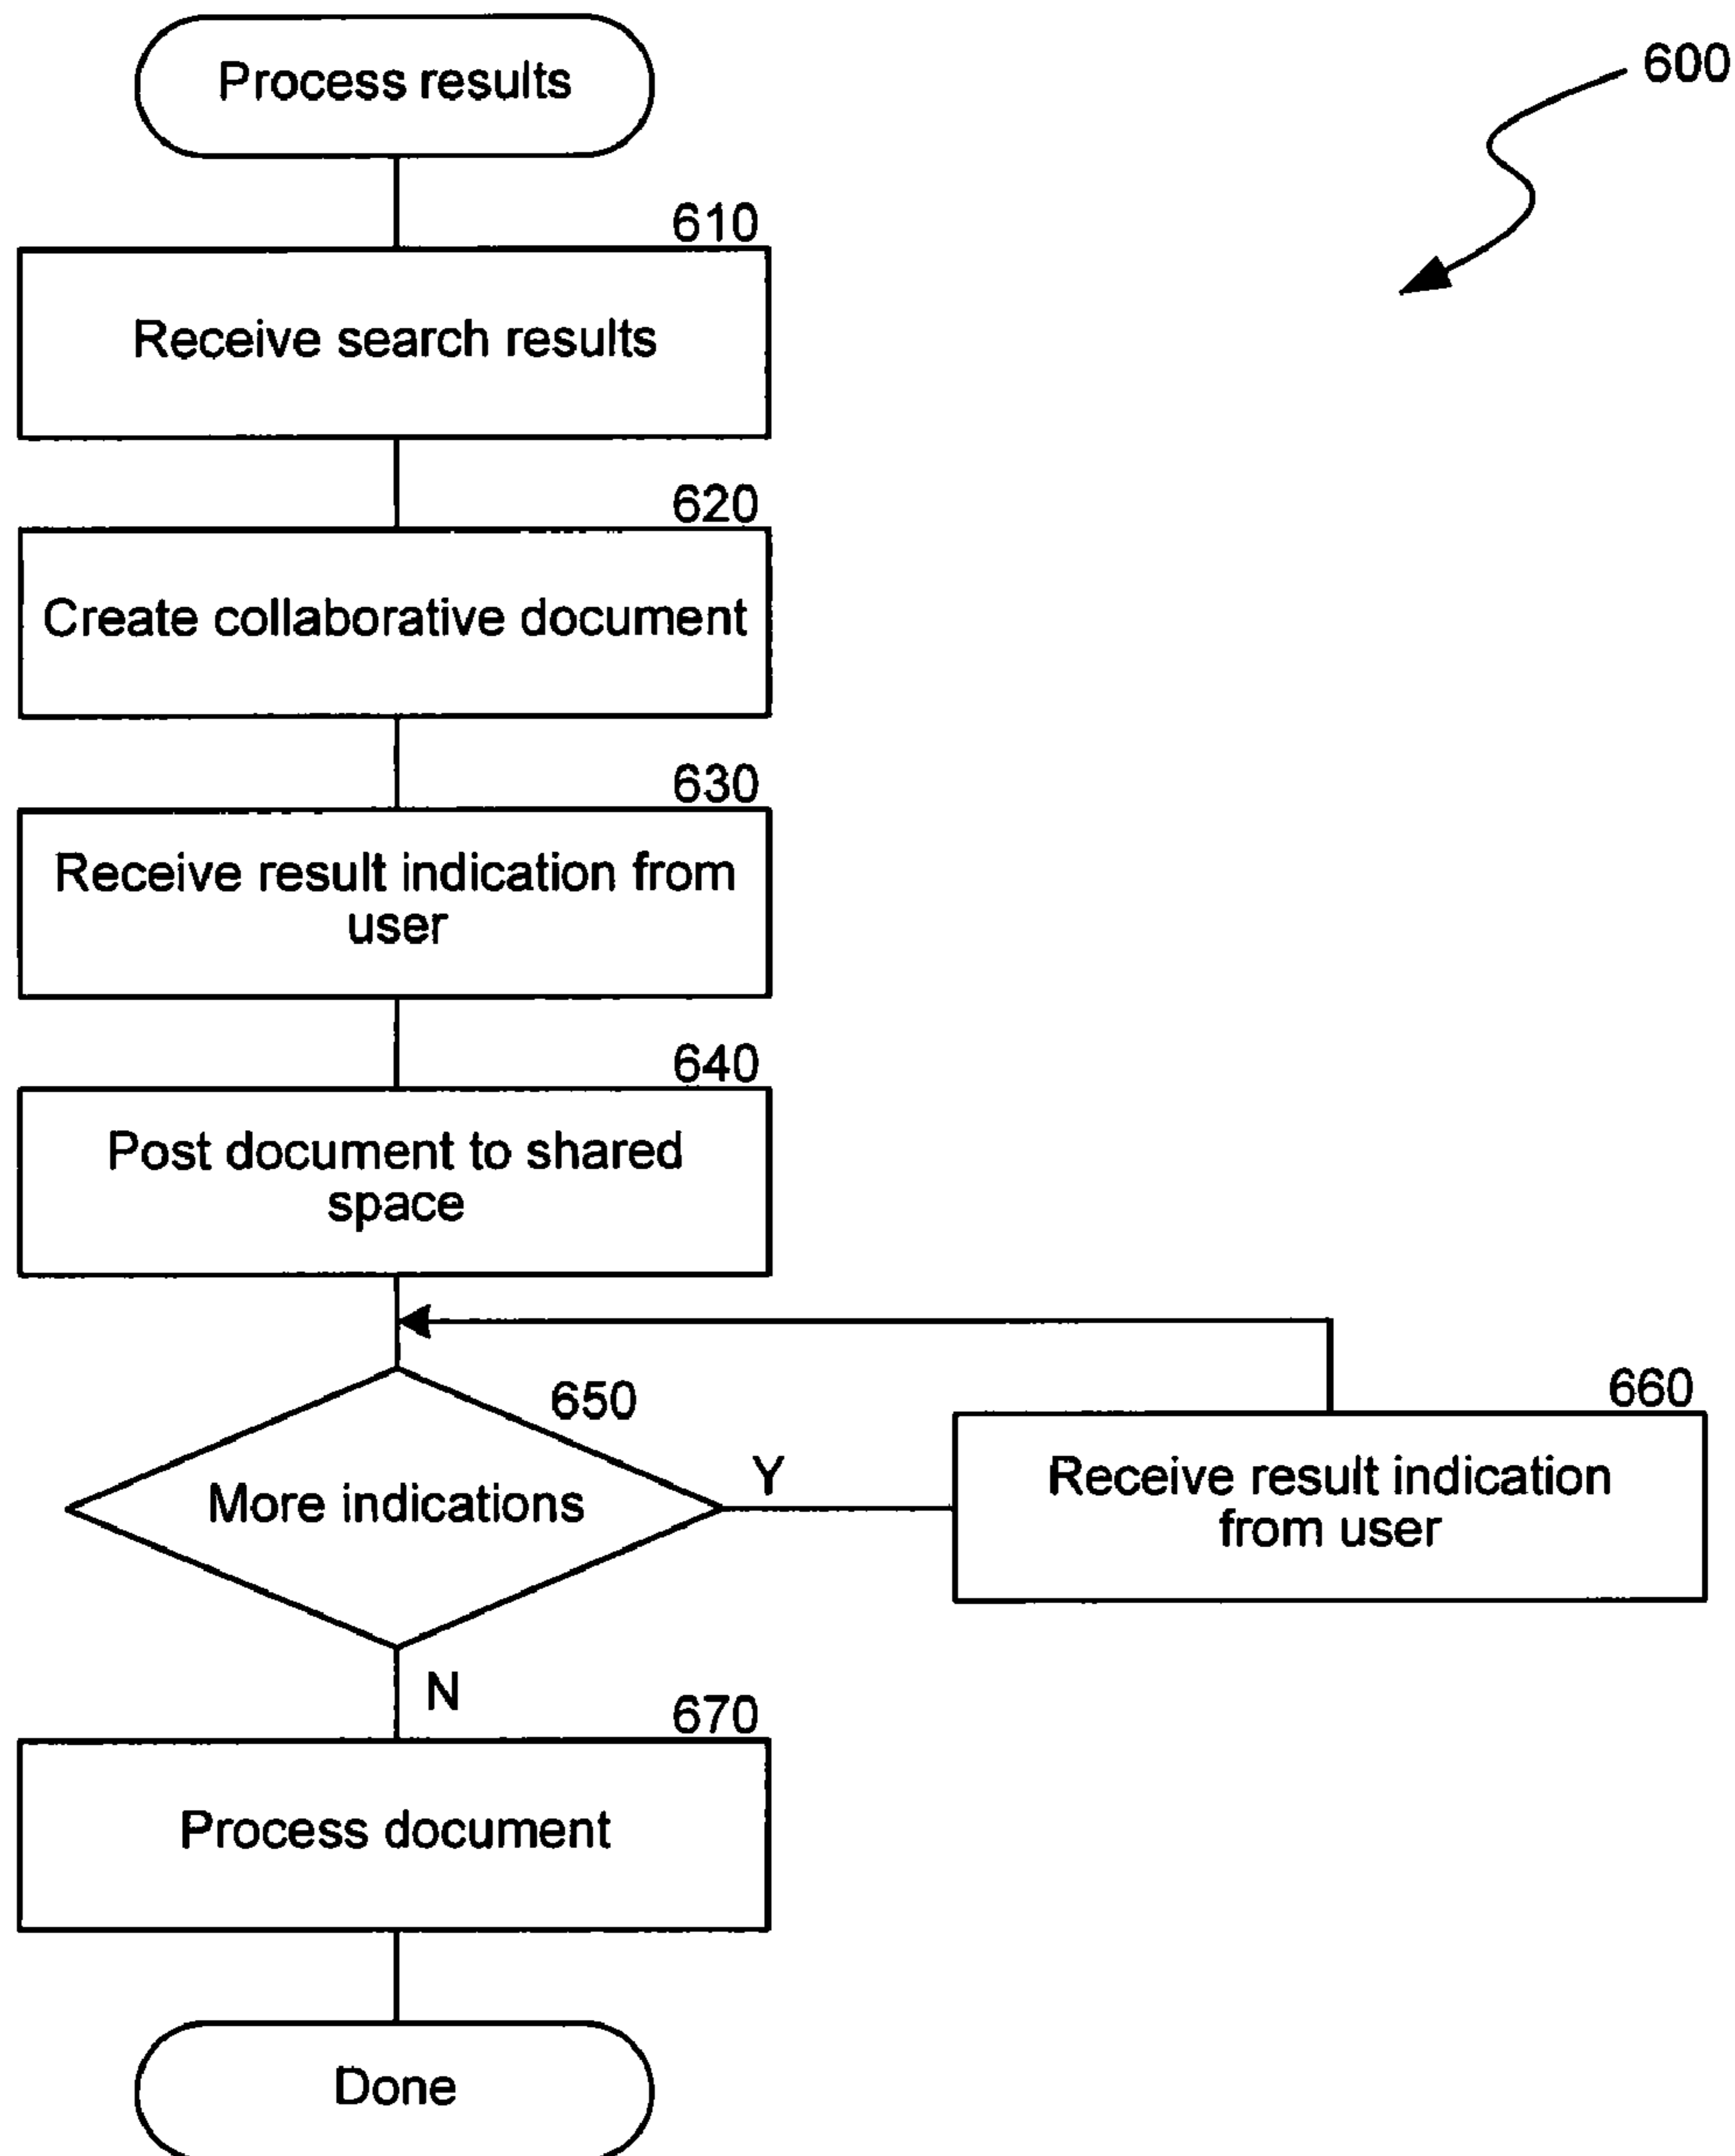 Process results
600
610
Receive search results
620
Create collaborative document
630
Receive result indication from
user
640
Post document to shared
space
650
More indications
Y
660
Receive result indication
from user
N
670
Process document
Done